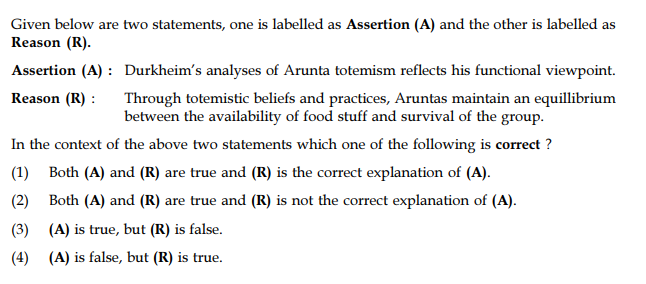 Given below are two statements, one is labelled as Assertion (A) and the other is labelled as
Reason (R).
Assertion (A) : Durkheim's analyses of Arunta totemism reflects his functional viewpoint.
Reason (R) : Through totemistic beliefs and practices, Aruntas maintain an equillibrium
between the availability of food stuff and survival of the group.
In the context of the above two statements which one of the following is correct ?
(1) Both (A) and (R) are true and (R) is the correct explanation of (A).
(2) Both (A) and (R) are true and (R) is not the correct explanation of (A).
(3) (A) is true, but (R) is false.
(4) (A) is false, but (R) is true.